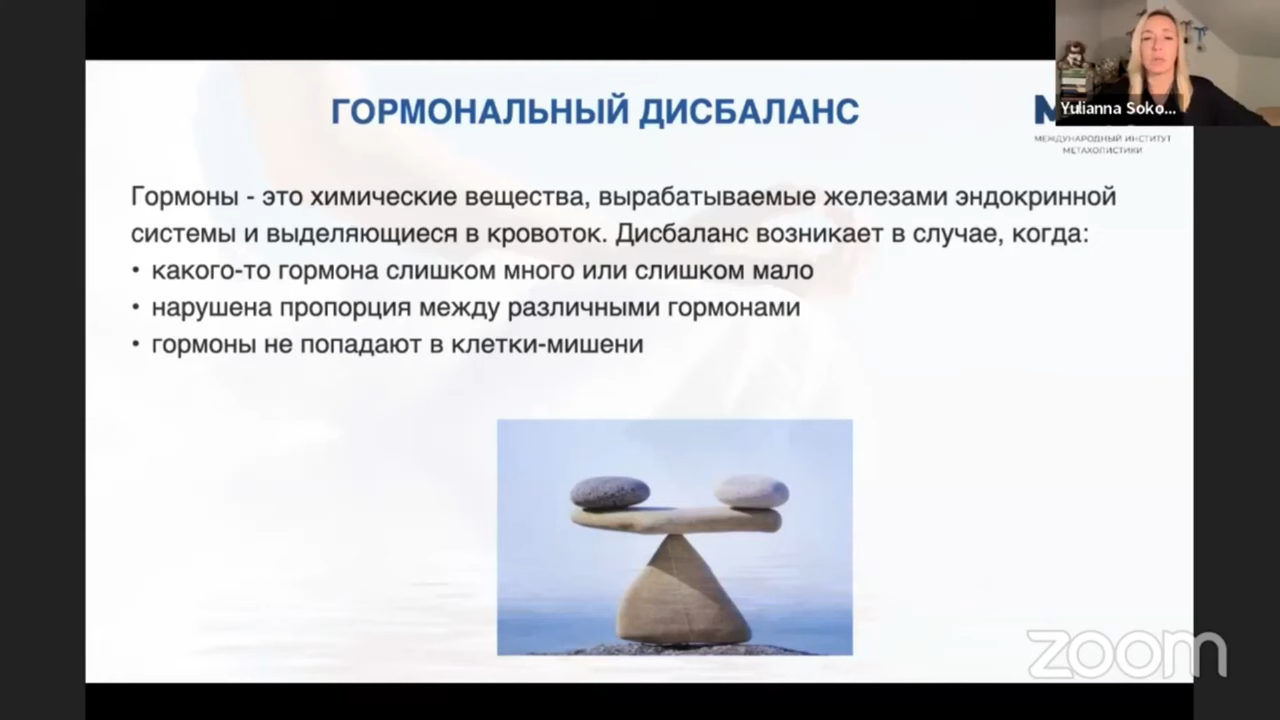 ГОРМОНАЛЬНЫЙ ДИСБАЛАНС
Yulianna Soko...
МЕЖДУНАРОДНЫЙ ИНСТИТУТ
МЕТАХОЛИСТИКИ
Гормоны - это химические вещества, вырабатываемые железами эндокринной
системы и выделяющиеся в кровоток. Дисбаланс возникает в случае, когда:
• какого-то гормона слишком много или слишком мало
• нарушена пропорция между различными гормонами
• гормоны не попадают в клетки-мишени
zoom